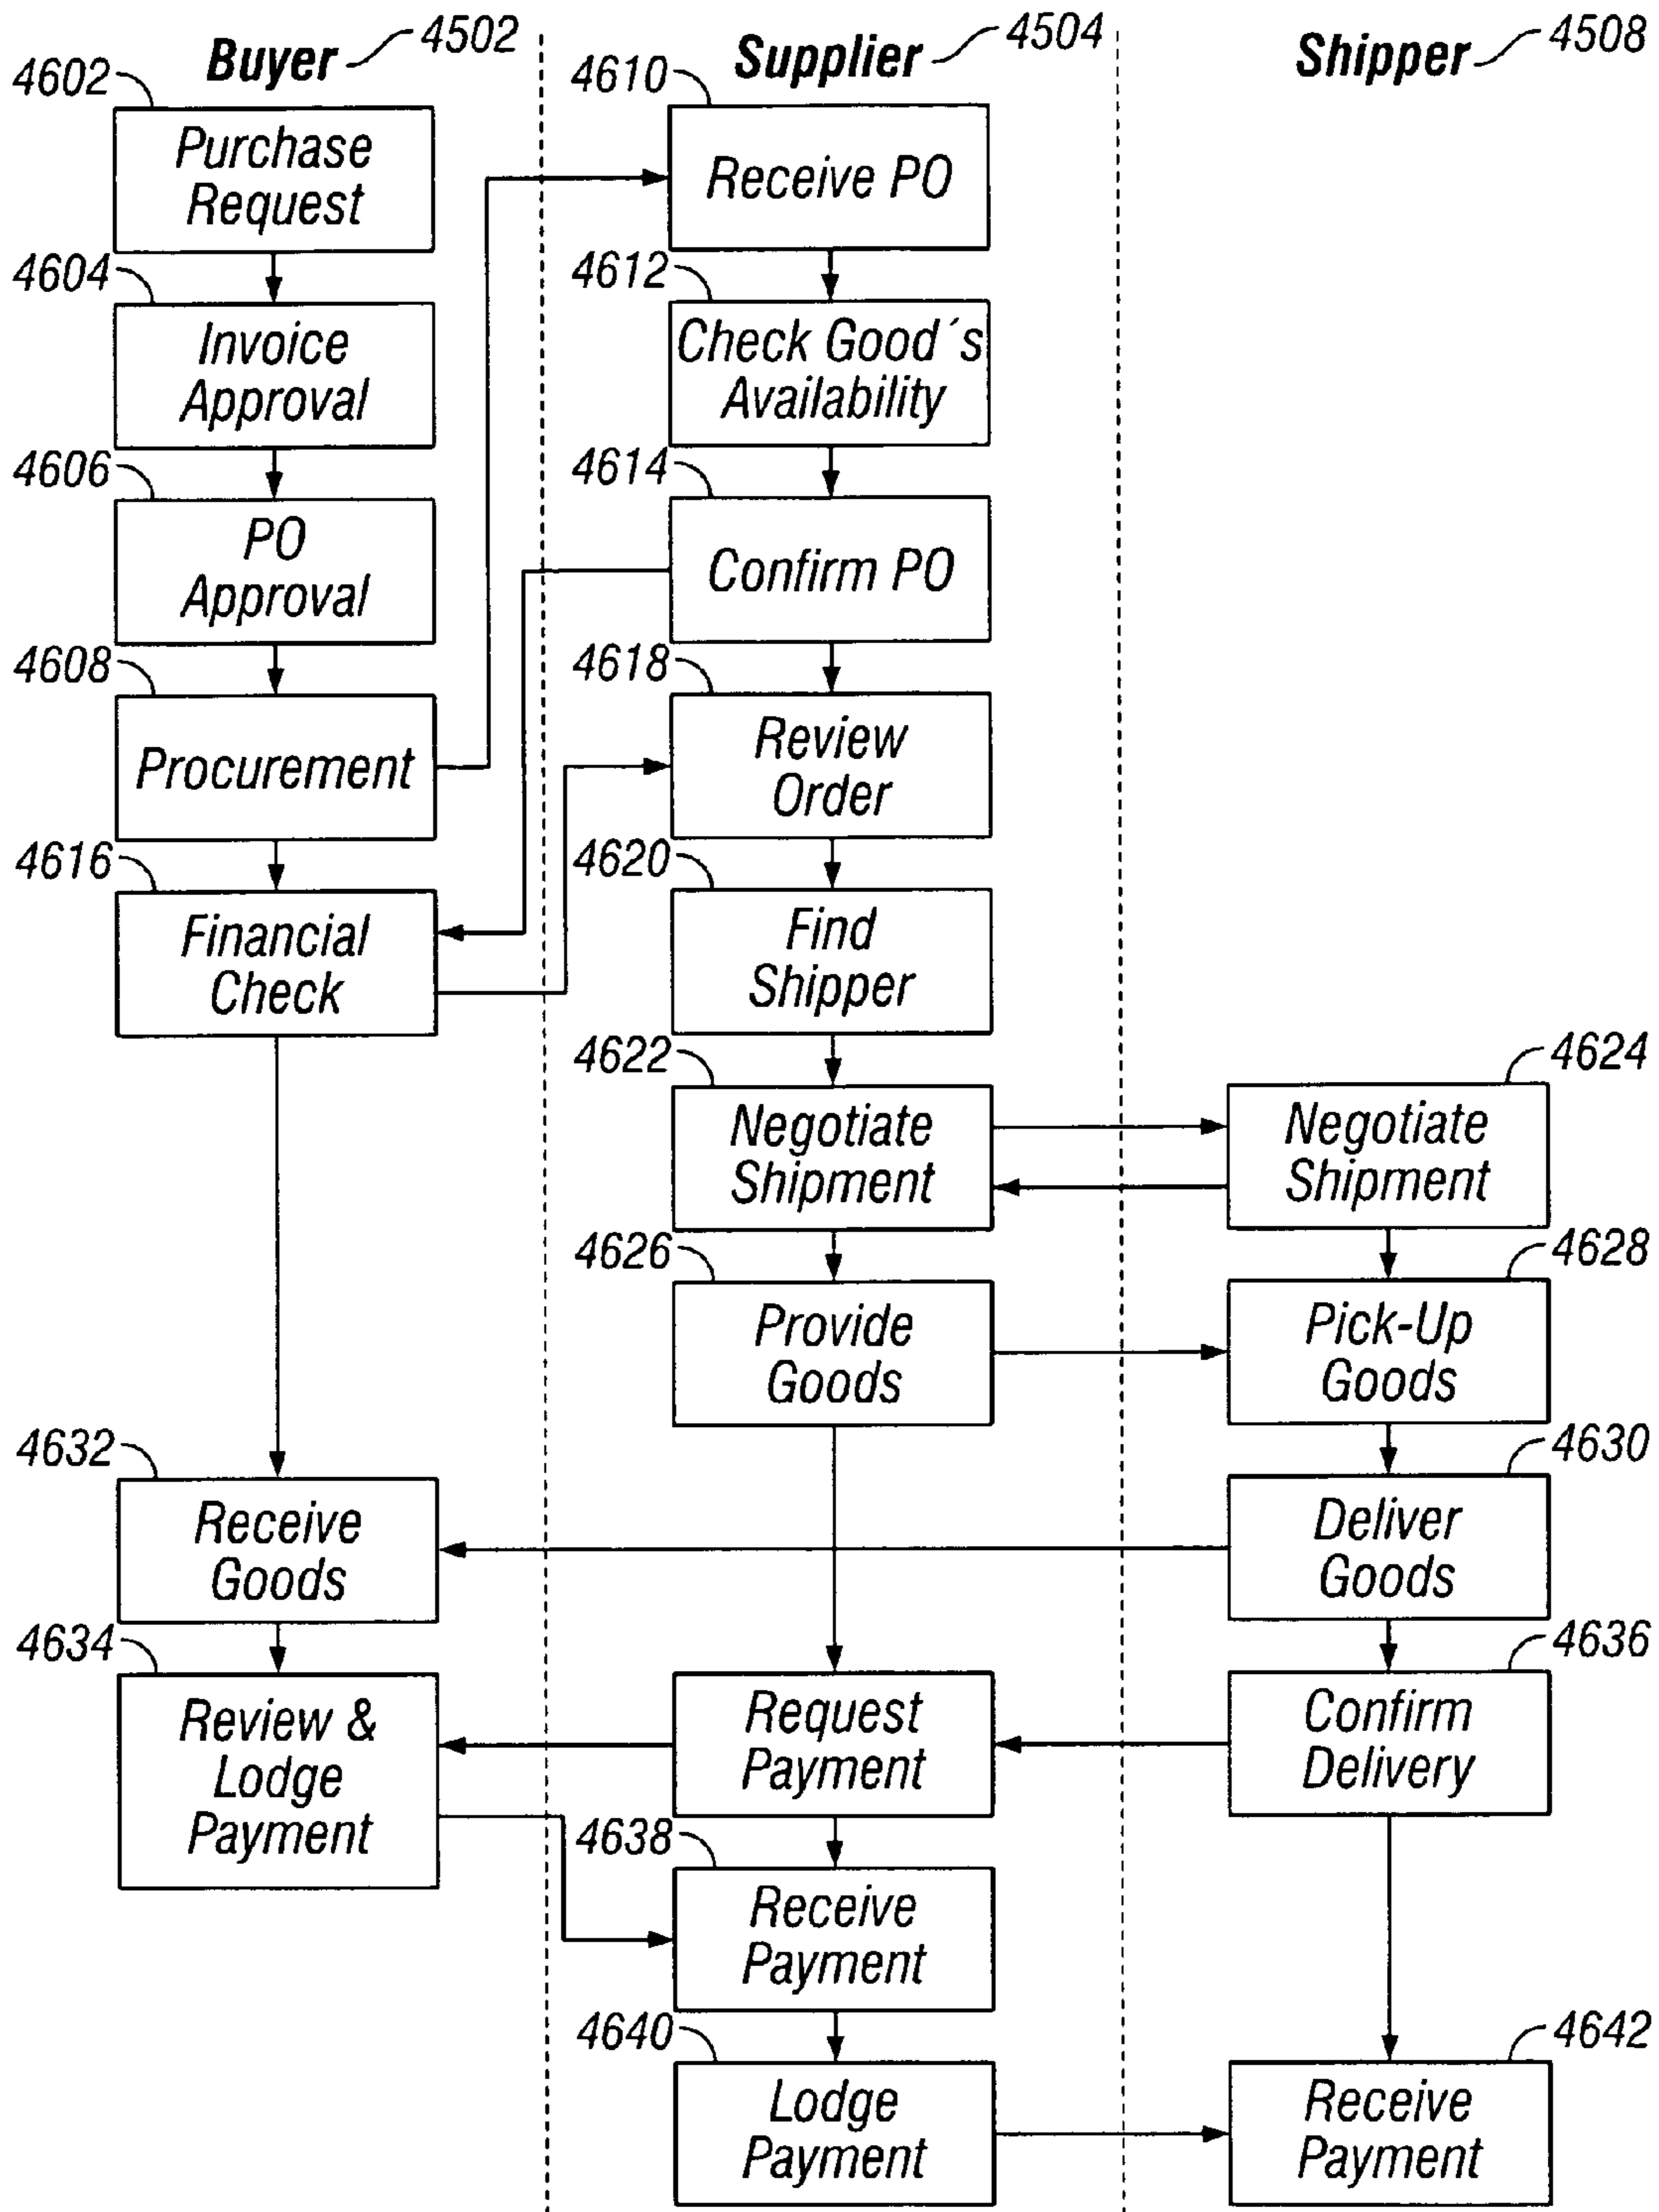 Buyer 4502
Supplier 4504
Shipper 4508
4602
Purchase
Request
4604
Invoice
Approval
4606
PO
Approval
4608
Procurement
4616
Financial
Check
4632
Receive
Goods
4634
Review &
Lodge
Payment
4610
Receive PO
4612
Check Good´s
Availability
4614
Confirm PO
4618
Review
Order
4620
Find
Shipper
4622
Negotiate
Shipment
4626
Provide
Goods
Request
Payment
4638
Receive
Payment
4640
Lodge
Payment
4624
Negotiate
Shipment
4628
Pick-Up
Goods
4630
Deliver
Goods
4636
Confirm
Delivery
4642
Receive
Payment